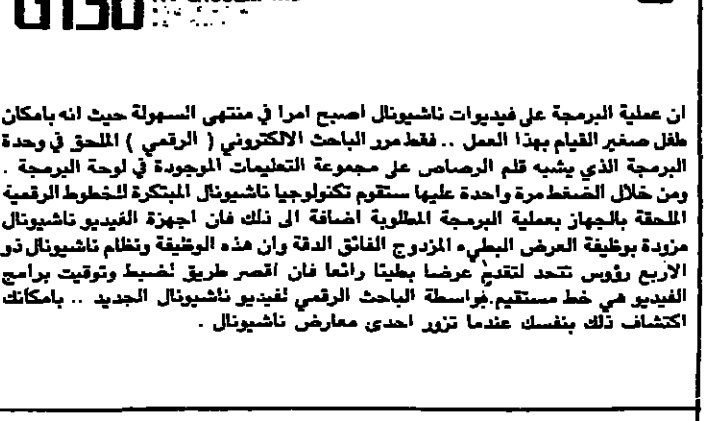 G130
ان عملية البرمجة على فيديوات ناشيونال اصبح امرا في منتهى السهولة حيث انه بامكان
طفل صغير القيام بهذا العمل .. فقط مرر الباحث الالكتروني ( الرقمي ) الملحق في وحدة
البرمجة الذي يشبه قلم الرصاص على مجموعة التعليمات الموجودة في لوحة البرمجة .
ومن خلال الضغط مرة واحدة عليها ستقوم تكنولوجيا ناشيونال المبتكرة للخطوط الرقمية
الملحقة بالجهاز بعملية البرمجة المطلوبة اضافة الى ذلك فان اجهزة الفيديو ناشيونال
مزودة بوظيفة العرض البطيء المزدوج الفائق الدقة وان هذه الوظيفة ونظام ناشيونال ذو
الاربع رؤوس تتحد لتقدم عرضا بطيئا رائعا فان اقصر طريق لضبط وتوقيت برامج
الفيديو هي خط مستقيم بواسطة الباحث الرقمي لفيديو ناشيونال الجديد .. بامكانك
اكتشاف ذلك بنفسك عندما تزور احدى معارض ناشيونال .